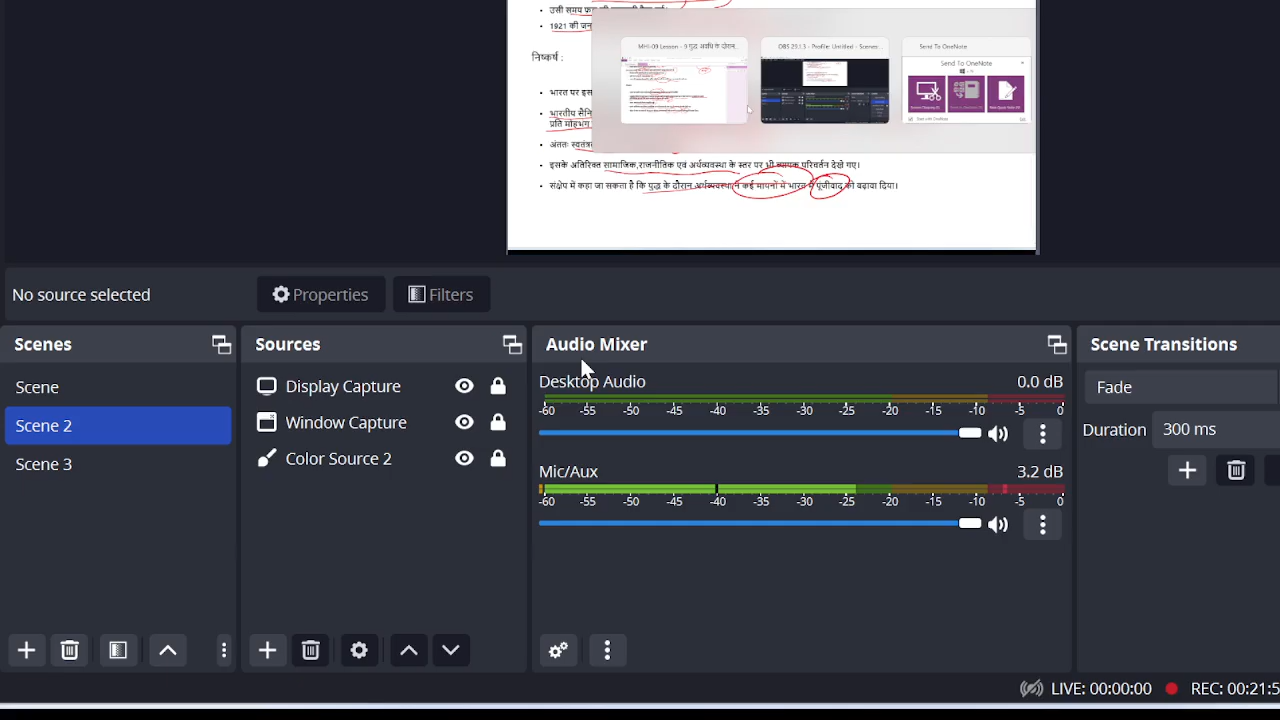 उसी समय
1921 की जन
निष्कर्ष :
MHI-09 Lesson - 9 युद्ध अवधि के दौरान...
OBS 29.1.3 - Profile: Untitled - Scenes:...
Send To OneNote
Send To OneNote
भारत पर इस
भारतीय सैनि
प्रति मोहभंग
अंततः स्वतंत्र
इसके अतिरिक्त सामाजिक,राजनीतिक एवं अर्थव्यवस्था के स्तर पर भी व्यापक परिवर्तन देखे गए।
संक्षेप में कहा जा सकता है कि युद्ध के दौरान अर्थव्यवस्था ने कई मायनों में भारत में पूंजीवाद को बढ़ावा दिया।
No source selected
Properties
Filters
Scenes
Sources
Audio Mixer
Scene Transitions
Scene
Scene 2
Scene 3
Display Capture
Window Capture
Color Source 2
Desktop Audio 0.0 dB
-60 -55 -50 -45 -40 -35 -30 -25 -20 -15 -10 -5 0
Mic/Aux 3.2 dB
-60 -55 -50 -45 -40 -35 -30 -25 -20 -15 -10 -5 0
Fade
Duration 300 ms
LIVE: 00:00:00 REC: 00:21:5